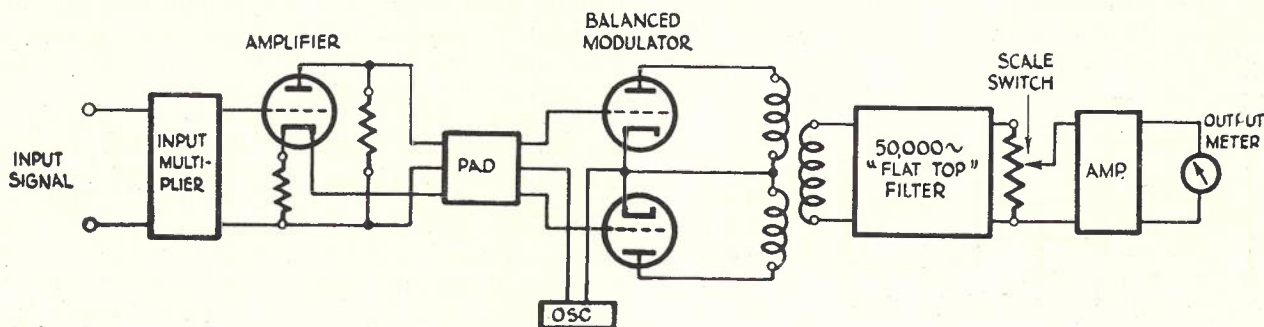 AMPLIFIER
BALANCED
MODULATOR
SCALE
SWITCH
INPUT
SIGNAL
INPUT
MULTI-
PLIER
PAD
OSC
50,000~
"FLAT TOP"
FILTER
AMP.
OUTPUT
METER